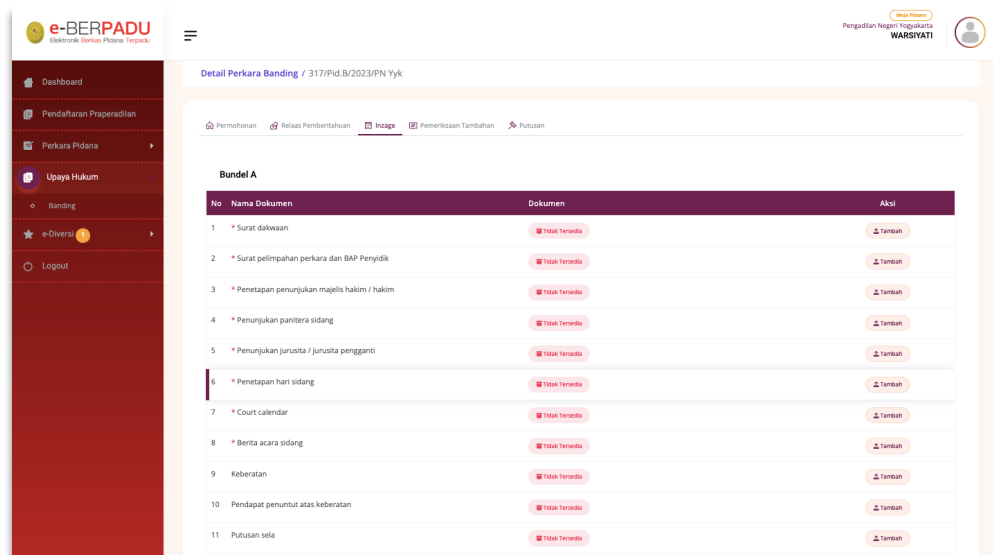 e-BERPADU
Elektronik Berkas Pidana Terpadu
Meja Pidana
Pengadilan Negeri Yogyakarta
WARSIYATI
Dashboard
Pendaftaran Praperadilan
Perkara Pidana
Upaya Hukum
Banding
e-Diversi 1
Logout
Detail Perkara Banding / 317/Pid.B/2023/PN Yyk
Permohonan Relaas Pemberitahuan Inzage Pemeriksaan Tambahan Putusan
Bundel A
No Nama Dokumen Dokumen Aksi
1 * Surat dakwaan Tidak Tersedia Tambah
2 * Surat pelimpahan perkara dan BAP Penyidik Tidak Tersedia Tambah
3 * Penetapan penunjukan majelis hakim / hakim Tidak Tersedia Tambah
4 * Penunjukan panitera sidang Tidak Tersedia Tambah
5 * Penunjukan jurusita / jurusita pengganti Tidak Tersedia Tambah
6 * Penetapan hari sidang Tidak Tersedia Tambah
7 * Court calendar Tidak Tersedia Tambah
8 * Berita acara sidang Tidak Tersedia Tambah
9 Keberatan Tidak Tersedia Tambah
10 Pendapat penuntut atas keberatan Tidak Tersedia Tambah
11 Putusan sela Tidak Tersedia Tambah